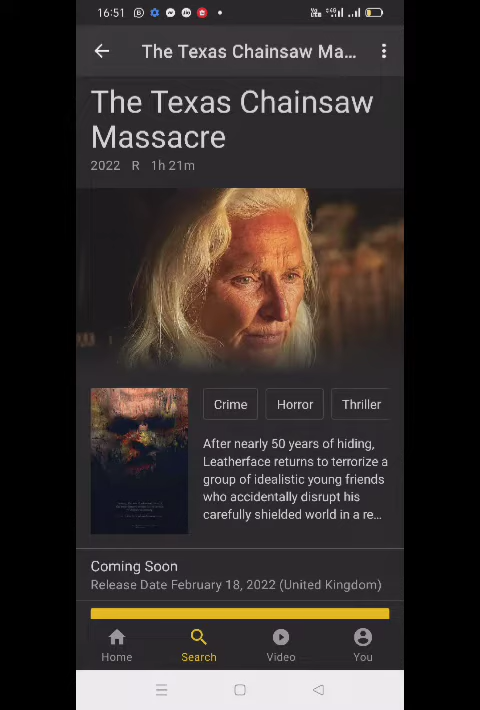 16:51
The Texas Chainsaw Ma...
The Texas Chainsaw
Massacre
2022 R 1h 21m
Crime Horror Thriller
After nearly 50 years of hiding,
Leatherface returns to terrorize a
group of idealistic young friends
who accidentally disrupt his
carefully shielded world in a re...
Coming Soon
Release Date February 18, 2022 (United Kingdom)
Home Search Video You